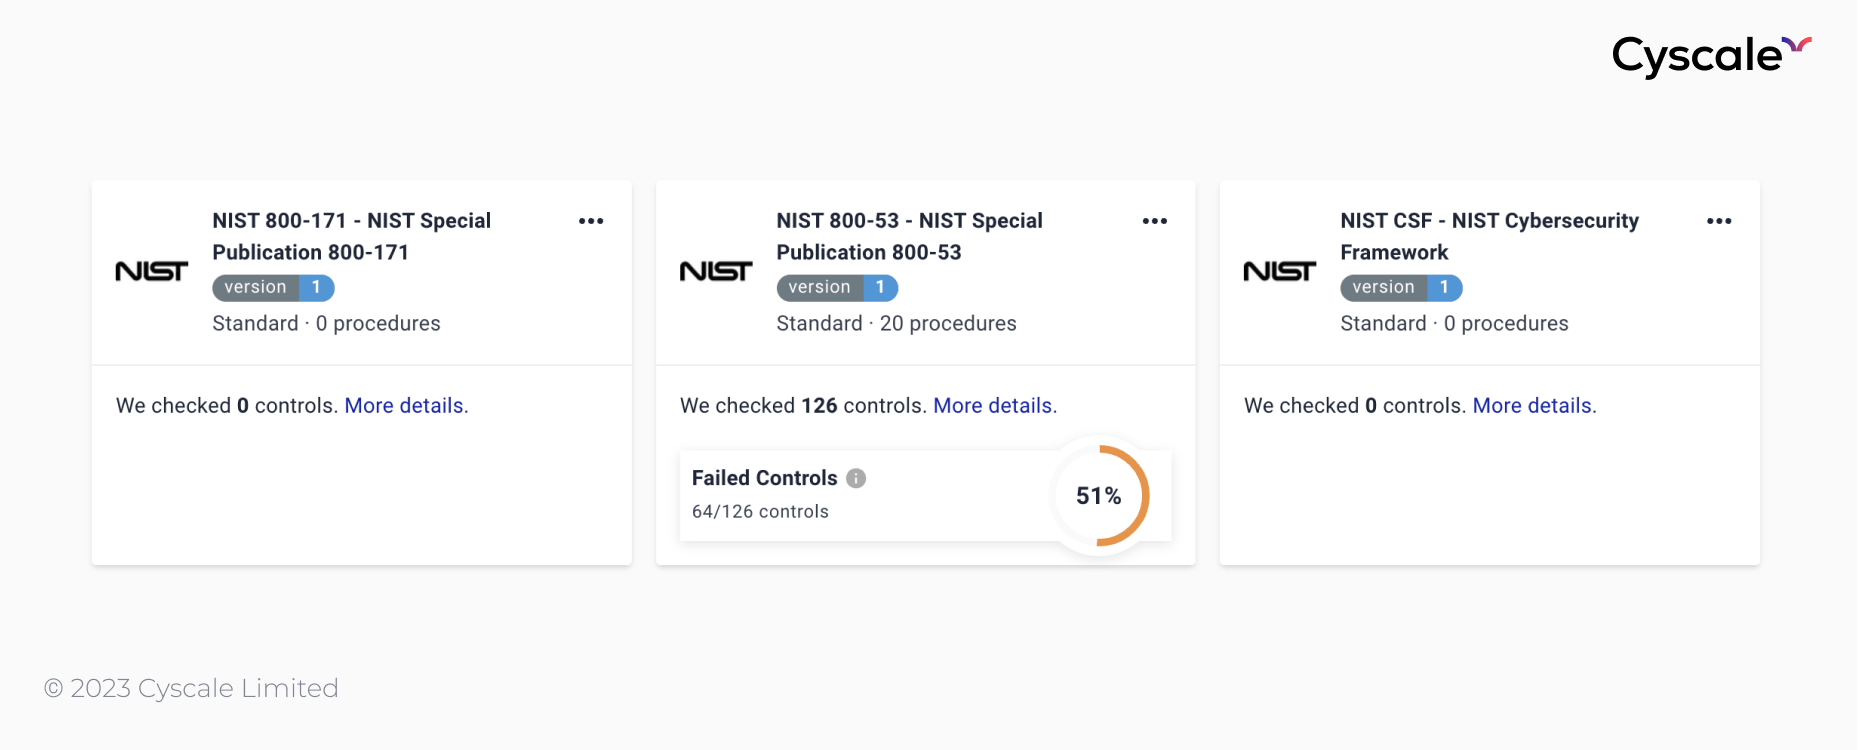 Cyscale
NIST 800-171 - NIST Special
Publication 800-171
NIST
version 1
Standard · 0 procedures
We checked 0 controls. More details.
NIST 800-53 - NIST Special
Publication 800-53
NIST
version 1
Standard · 20 procedures
We checked 126 controls. More details.
Failed Controls
64/126 controls
51%
NIST CSF - NIST Cybersecurity
Framework
NIST
version 1
Standard · 0 procedures
We checked 0 controls. More details.
© 2023 Cyscale Limited